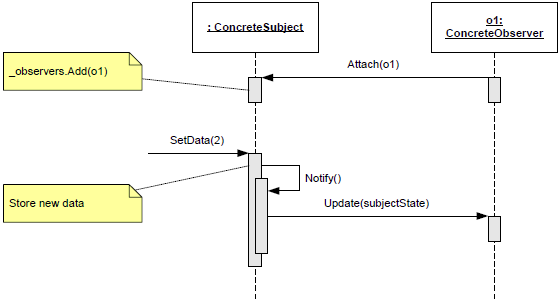 : ConcreteSubject
o1:
ConcreteObserver
_observers.Add(o1)
Attach(o1)
SetData(2)
Notify()
Store new data
Update(subjectState)